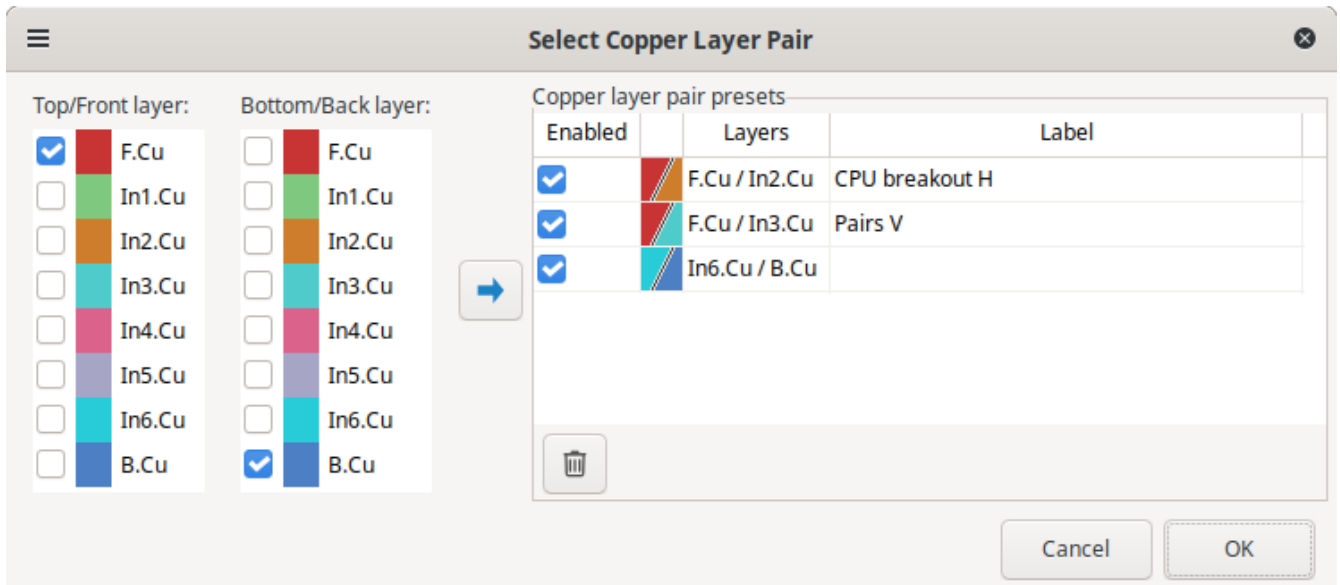 Select Copper Layer Pair
Top/Front layer:
F.Cu
In1.Cu
In2.Cu
In3.Cu
In4.Cu
In5.Cu
In6.Cu
B.Cu
Bottom/Back layer:
F.Cu
In1.Cu
In2.Cu
In3.Cu
In4.Cu
In5.Cu
In6.Cu
B.Cu
Copper layer pair presets
Enabled Layers Label
F.Cu / In2.Cu CPU breakout H
F.Cu / In3.Cu Pairs V
In6.Cu / B.Cu
Cancel OK